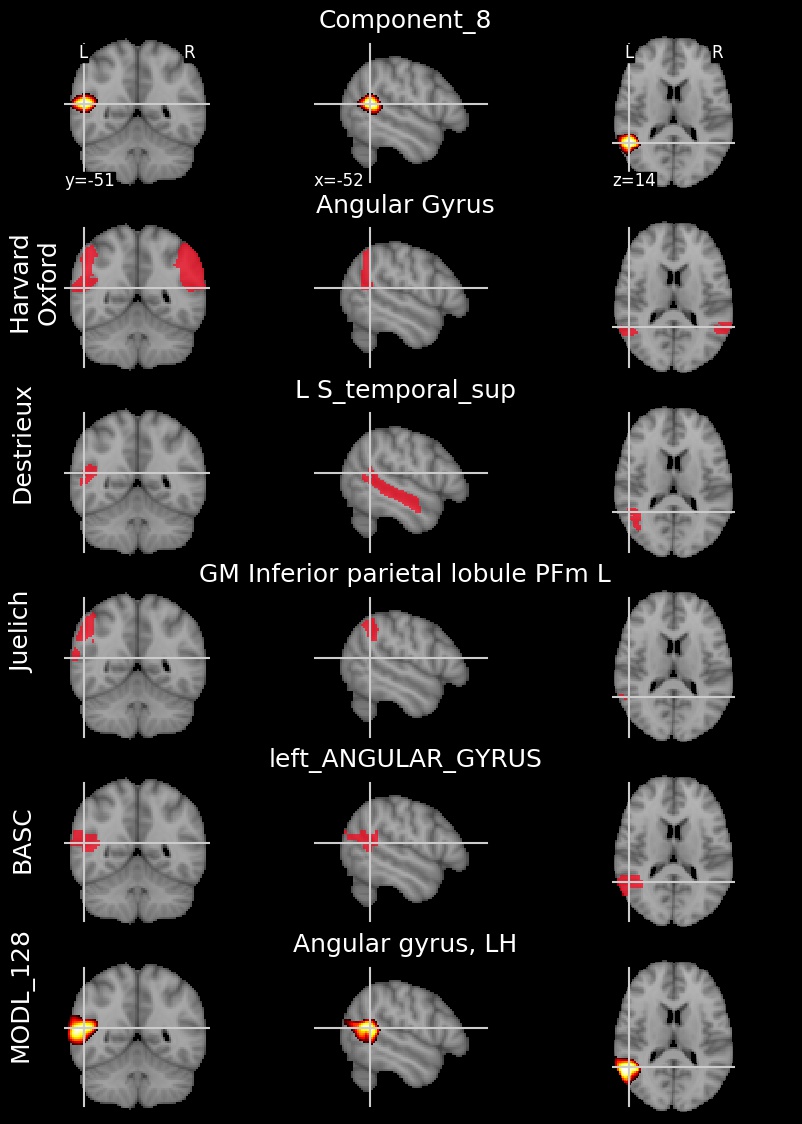 Component_8
L R
L R
y=-51
x=-52
z=14
Angular Gyrus
Harvard
Oxford
L S_temporal_sup
Destrieux
GM Inferior parietal lobule PFm L
Juelich
left_ANGULAR_GYRUS
BASC
Angular gyrus, LH
MODL_128